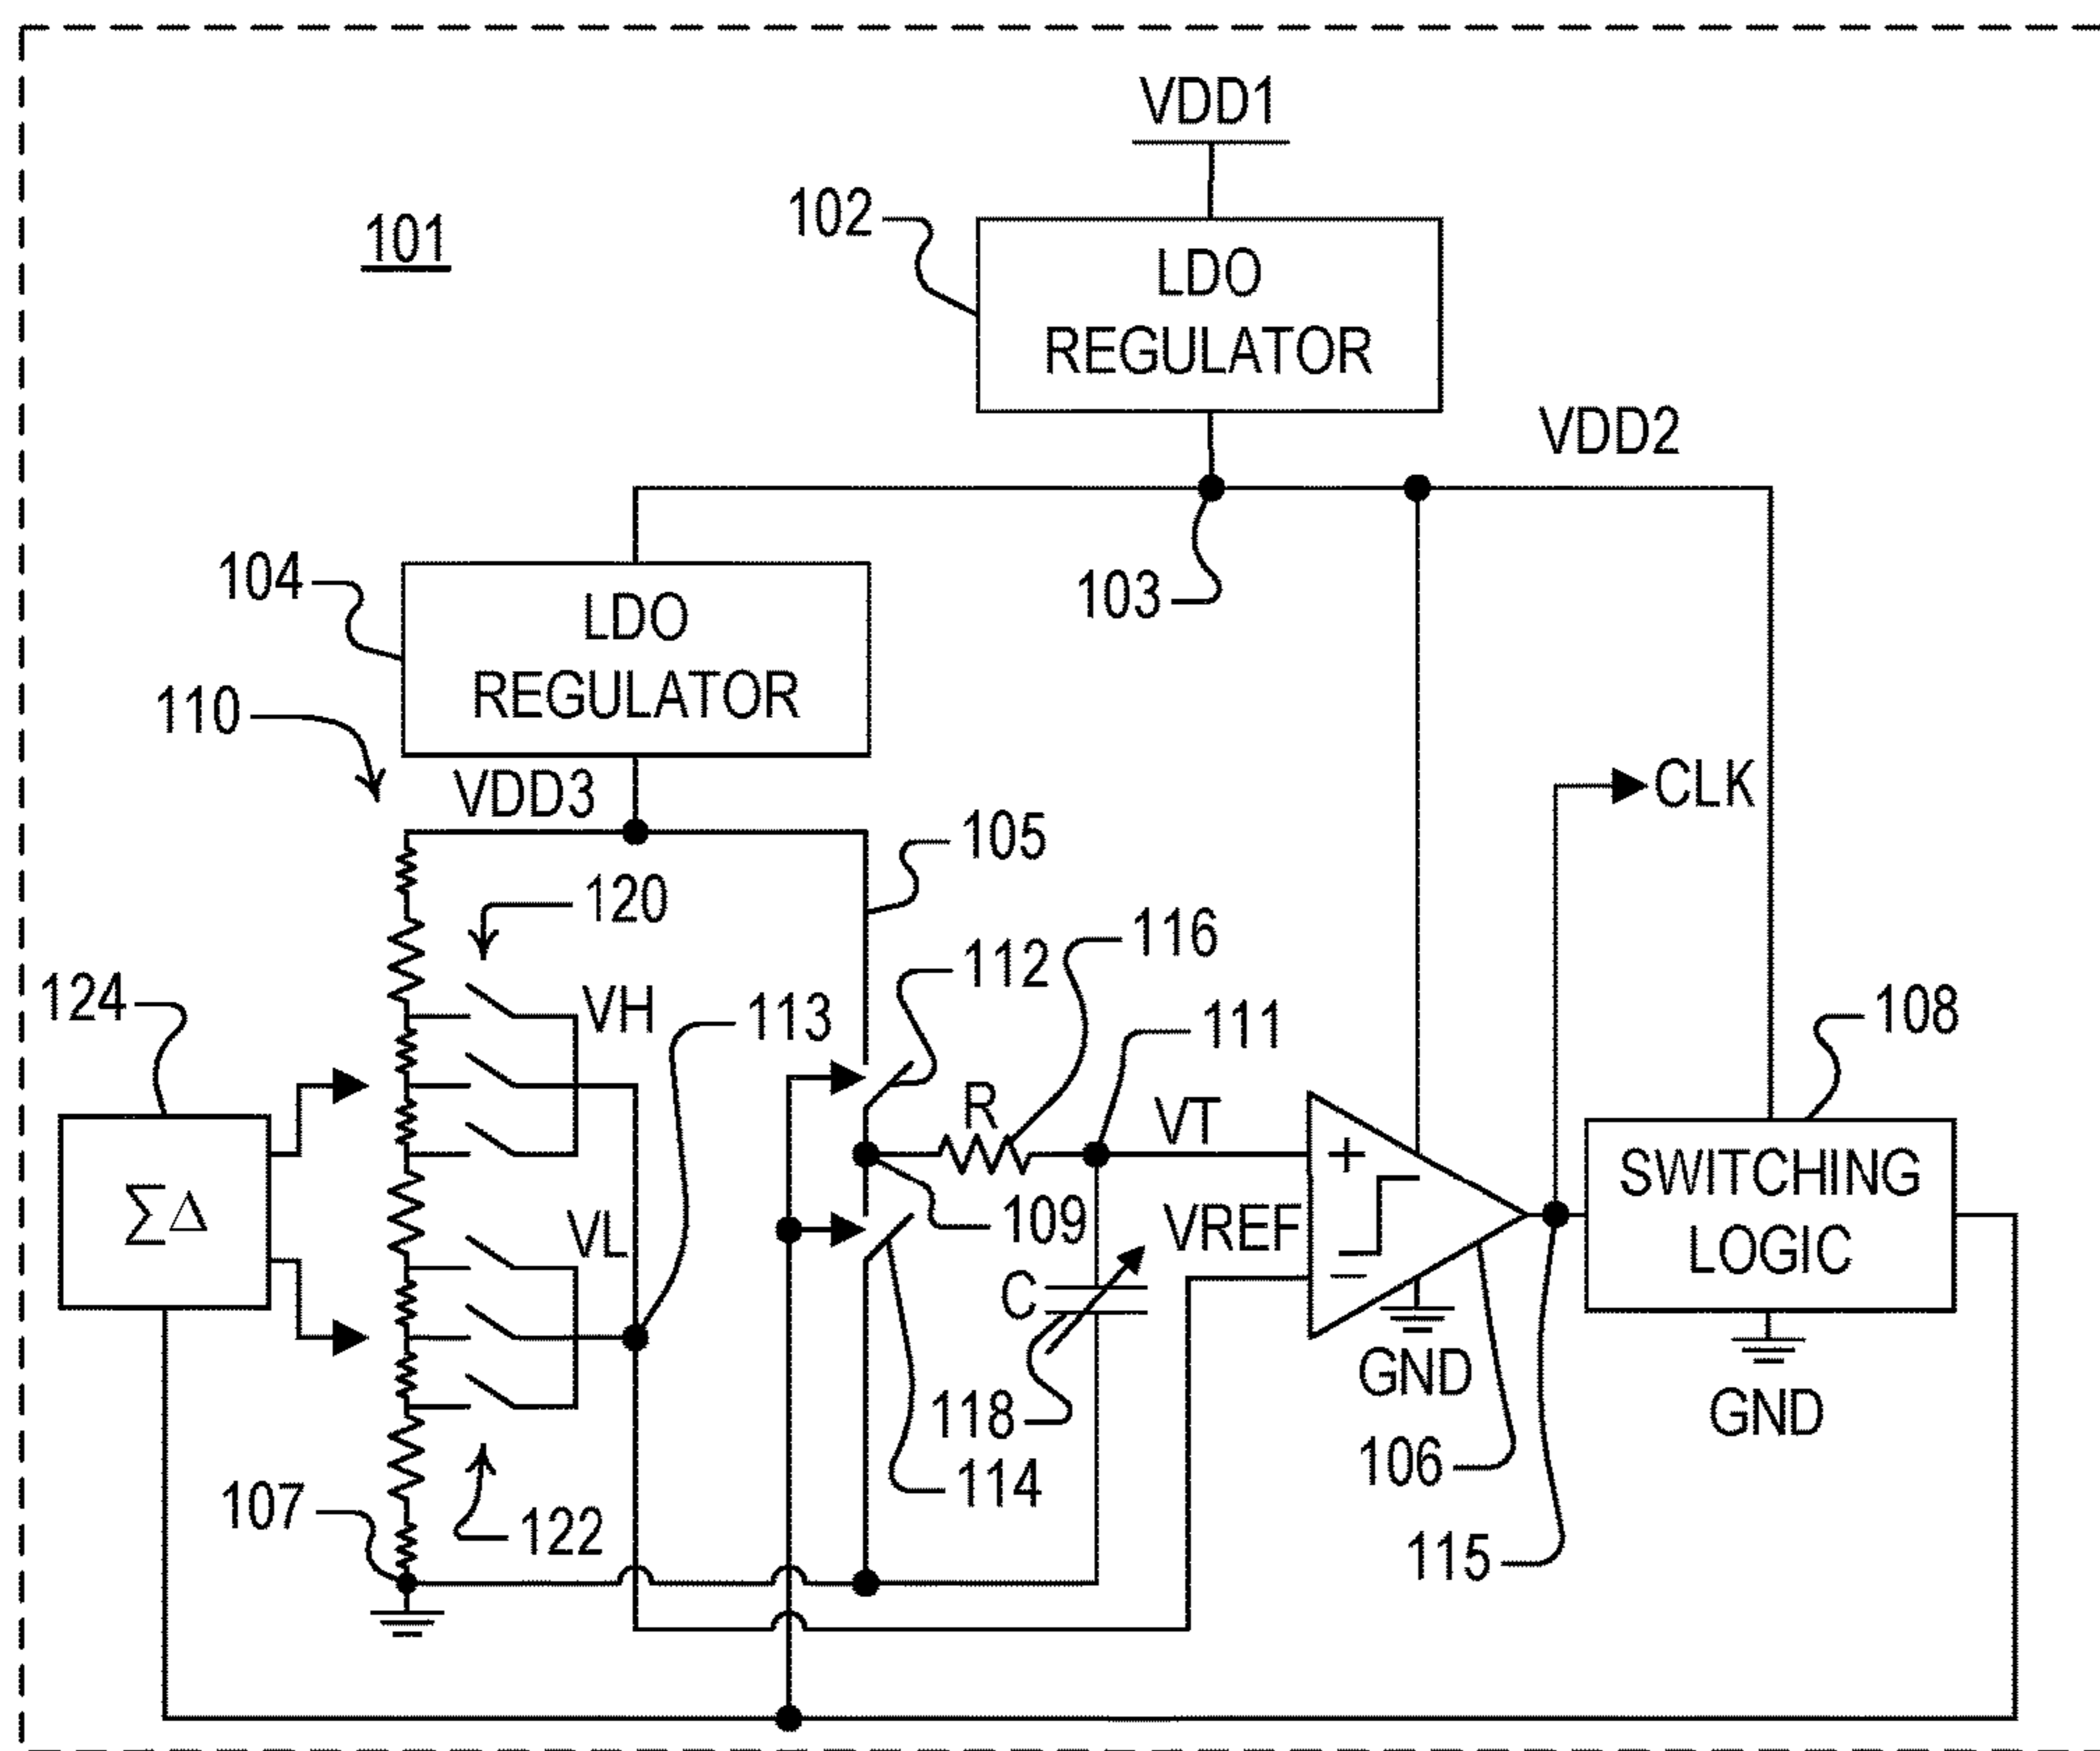 VDD1
102
101
LDO
REGULATOR
VDD2
104
LDO
REGULATOR
103
110
VDD3
CLK
105
120
116
112
124
VH
113
111
108
R
VT
+
SWITCHING
LOGIC
ΣΔ
109
VREF
VL
C
−
GND
GND
118
106
114
107
122
115